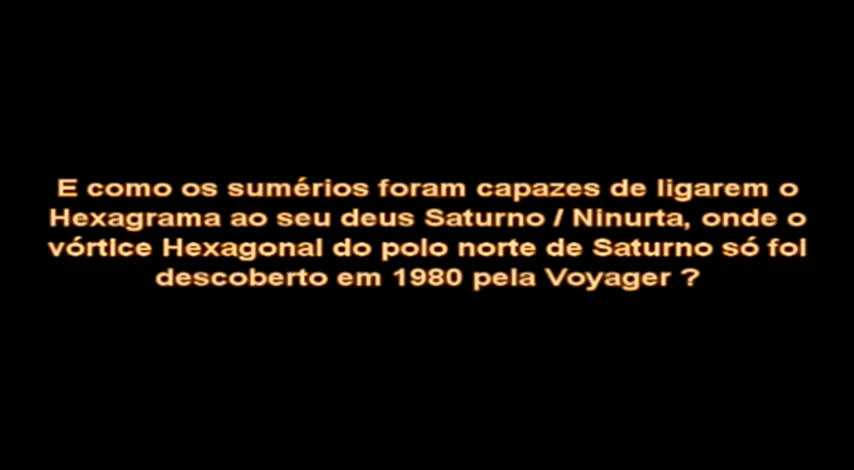 E como os sumérios foram capazes de ligarem o
Hexagrama ao seu deus Saturno / Ninurta, onde o
vórtice Hexagonal do polo norte de Saturno só foi
descoberto em 1980 pela Voyager ?